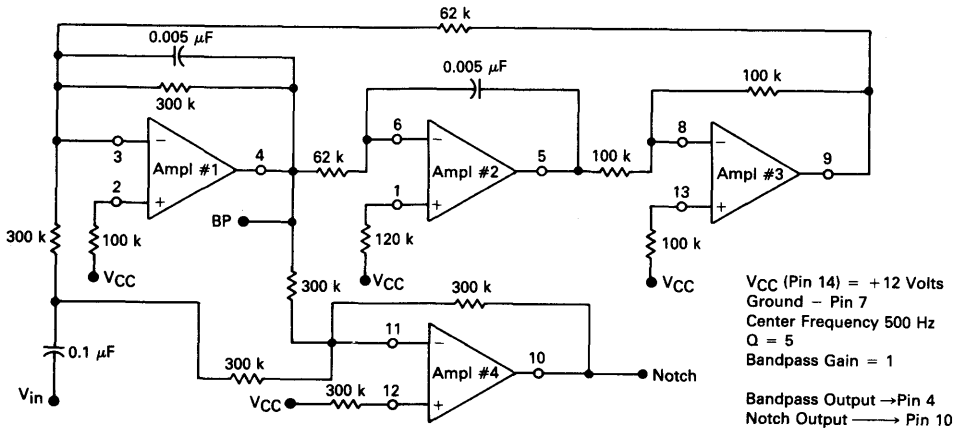 62 k
0.005 μF
300 k
0.005 μF
100 k
3
2
Ampl #1
4
62 k
6
1
Ampl #2
5
100 k
8
13
Ampl #3
9
BP
300 k
100 k
VCC
120 k
VCC
100 k
VCC
300 k
300 k
11
12
Ampl #4
10
Notch
0.1 μF
Vin
300 k
VCC
300 k
VCC (Pin 14) = +12 Volts
Ground – Pin 7
Center Frequency 500 Hz
Q = 5
Bandpass Gain = 1
Bandpass Output → Pin 4
Notch Output → Pin 10